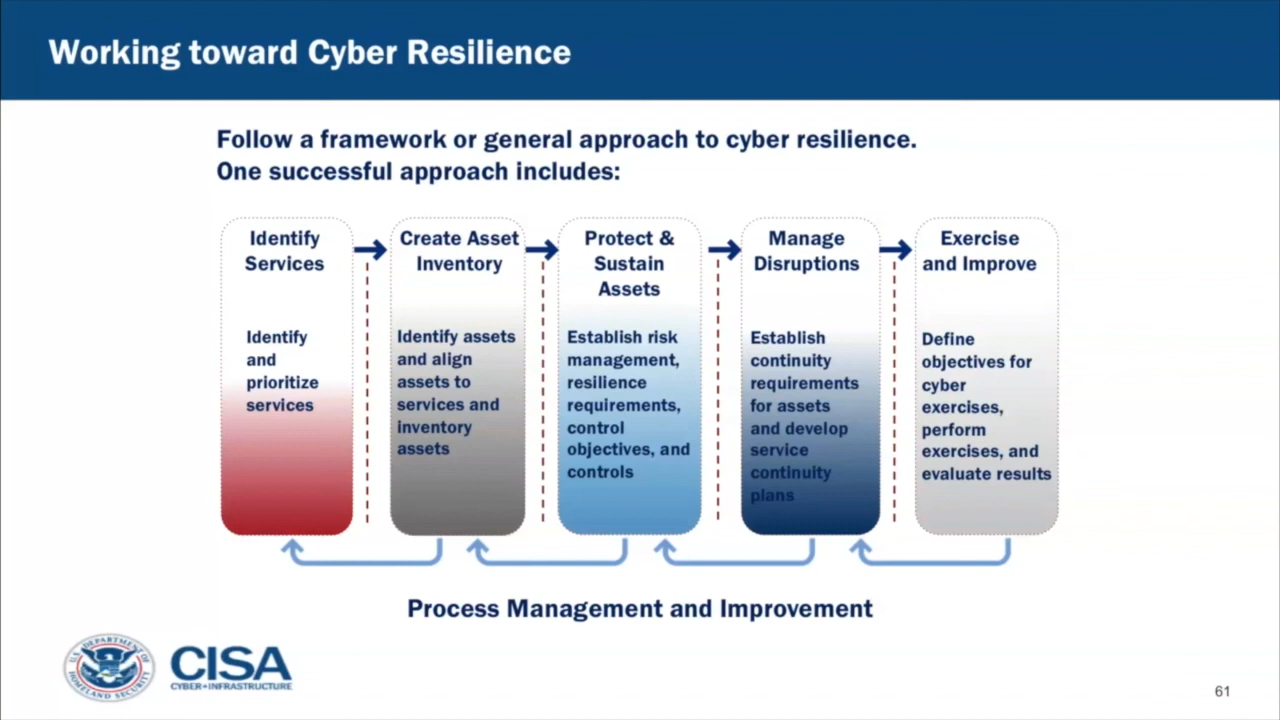 Working toward Cyber Resilience
Follow a framework or general approach to cyber resilience.
One successful approach includes:
Identify
Services
Identify
and
prioritize
services
Create Asset
Inventory
Identify assets
and align
assets to
services and
inventory
assets
Protect &
Sustain
Assets
Establish risk
management,
resilience
requirements,
control
objectives, and
controls
Manage
Disruptions
Establish
continuity
requirements
for assets
and develop
service
continuity
plans
Exercise
and Improve
Define
objectives for
cyber
exercises,
perform
exercises, and
evaluate results
Process Management and Improvement
U.S. DEPARTMENT OF
HOMELAND SECURITY
CISA
CYBER+INFRASTRUCTURE
61